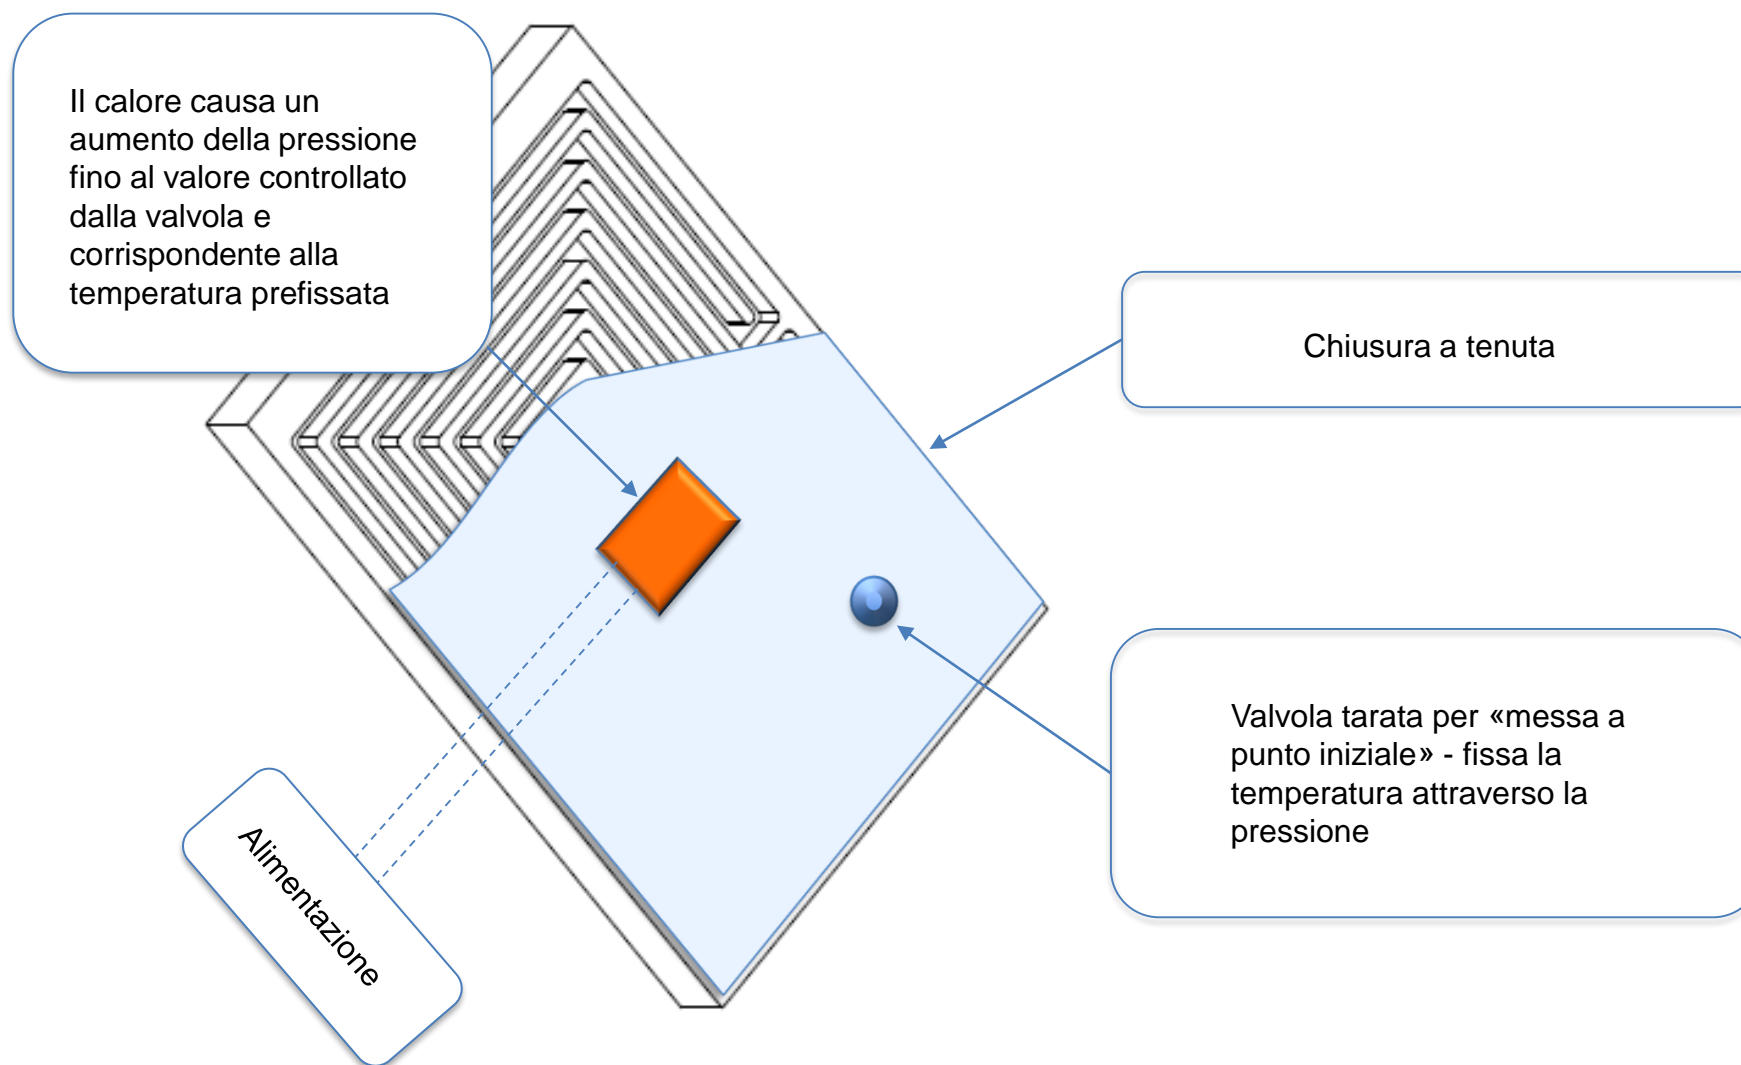 Il calore causa un
aumento della pressione
fino al valore controllato
dalla valvola e
corrispondente alla
temperatura prefissata
Chiusura a tenuta
Valvola tarata per «messa a
punto iniziale» - fissa la
temperatura attraverso la
pressione
Alimentazione